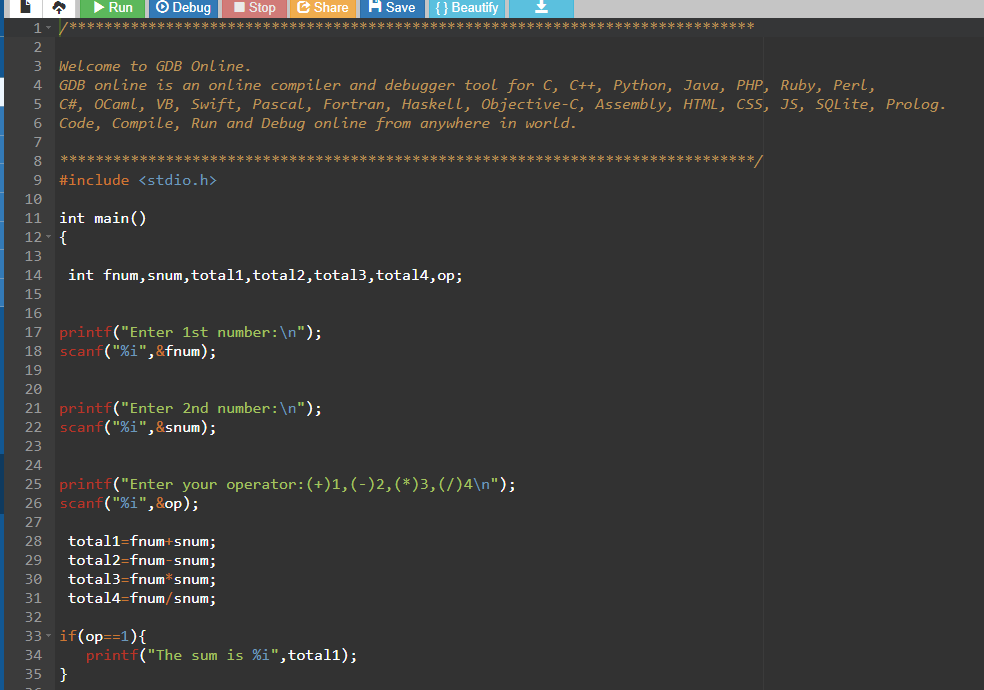 Run Debug Stop Share Save { } Beautify
1 /******************************************************************************
2
3 Welcome to GDB Online.
4 GDB online is an online compiler and debugger tool for C, C++, Python, Java, PHP, Ruby, Perl,
5 C#, OCaml, VB, Swift, Pascal, Fortran, Haskell, Objective-C, Assembly, HTML, CSS, JS, SQLite, Prolog.
6 Code, Compile, Run and Debug online from anywhere in world.
7
8 *******************************************************************************/
9 #include <stdio.h>
10
11 int main()
12 {
13
14  int fnum,snum,total1,total2,total3,total4,op;
15
16
17 printf("Enter 1st number:\n");
18 scanf("%i",&fnum);
19
20
21 printf("Enter 2nd number:\n");
22 scanf("%i",&snum);
23
24
25 printf("Enter your operator:(+)1,(-)2,(*)3,(/)4\n");
26 scanf("%i",&op);
27
28  total1=fnum+snum;
29  total2=fnum-snum;
30  total3=fnum*snum;
31  total4=fnum/snum;
32
33 if(op==1){
34    printf("The sum is %i",total1);
35 }